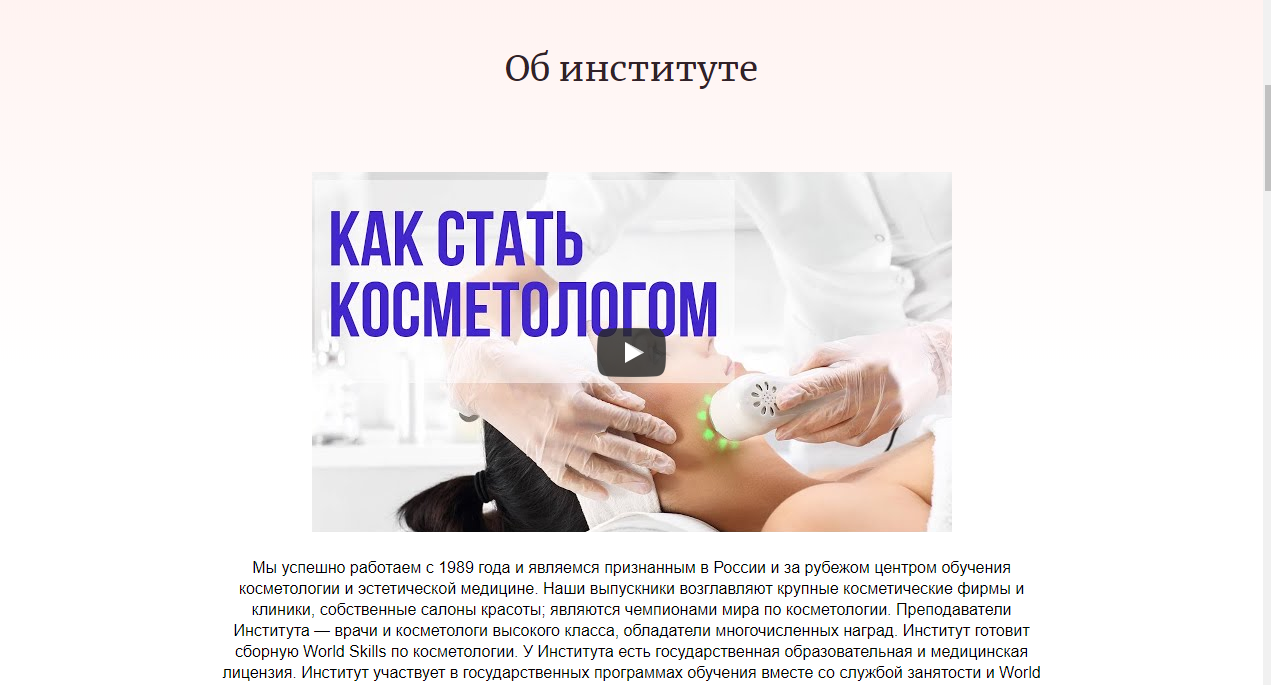 Об институте
КАК СТАТЬ
КОСМЕТОЛОГОМ
Мы успешно работаем с 1989 года и являемся признанным в России и за рубежом центром обучения
косметологии и эстетической медицине. Наши выпускники возглавляют крупные косметические фирмы и
клиники, собственные салоны красоты; являются чемпионами мира по косметологии. Преподаватели
Института — врачи и косметологи высокого класса, обладатели многочисленных наград. Институт готовит
сборную World Skills по косметологии. У Института есть государственная образовательная и медицинская
лицензия. Институт участвует в государственных программах обучения вместе со службой занятости и World